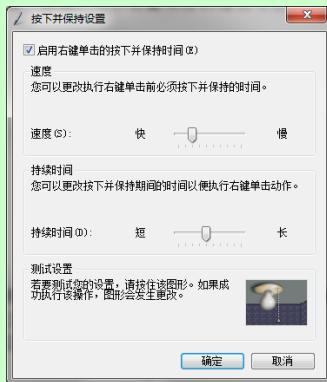 按下并保持设置
启用右键单击的按下并保持时间(E)
速度
您可以更改执行右键单击前必须按下并保持的时间。
速度(S): 快 慢
持续时间
您可以更改按下并保持期间的时间以便执行右键单击动作。
持续时间(D): 短 长
测试设置
若要测试您的设置，请按住该图形。如果成
功执行该操作，图形会发生更改。
确定 取消